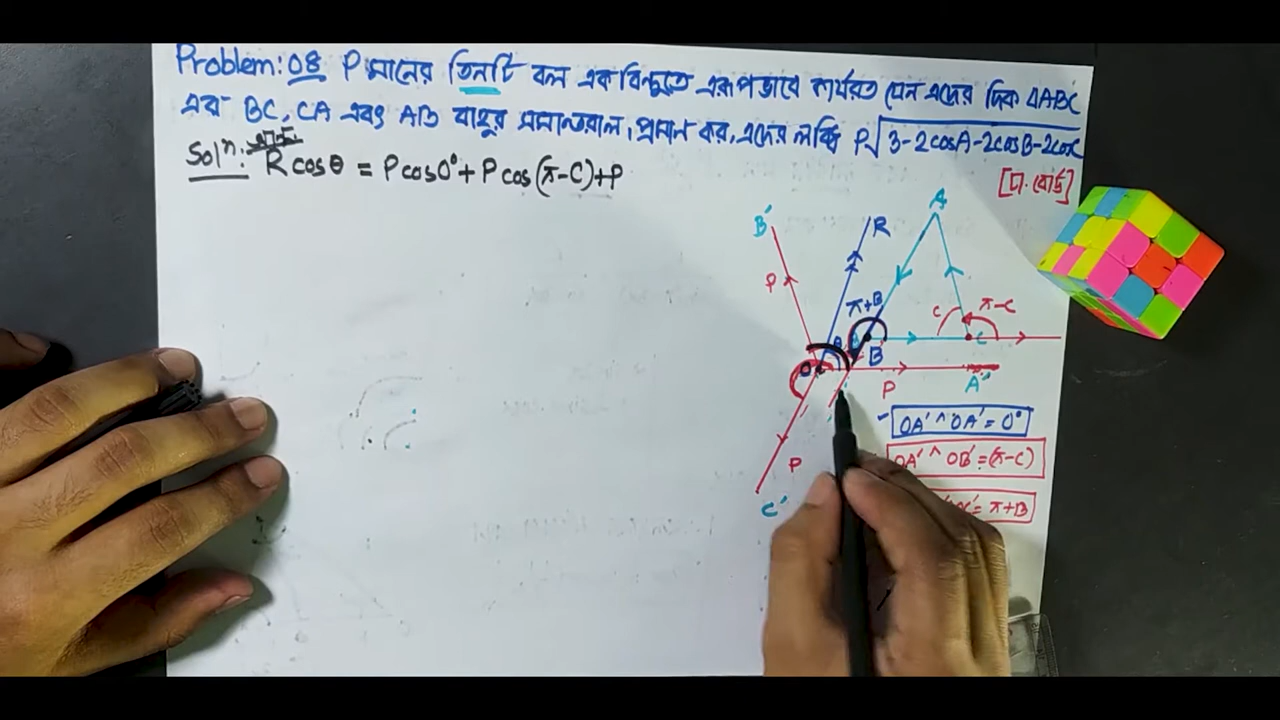 Problem: 08 P মানের তিনটি বল এক বিন্দুতে এরূপভাবে কার্যরত যেন এদের দিক ΔABC
এর BC, CA এবং AB বাহুর সমান্তরাল। প্রমাণ কর, এদের লব্ধি P√3-2cosA-2cosB-2cosC
[ঢা. বোর্ড]
Solⁿ: R cosθ = P cos0° + P cos(π-C) + P
A
B′
R
P
π+B
C
π-C
θ
B
C
O
P
A′
OA′ ^ OA′ = 0°
OA′ ^ OB′ = (π-C)
= π+B
P
C′